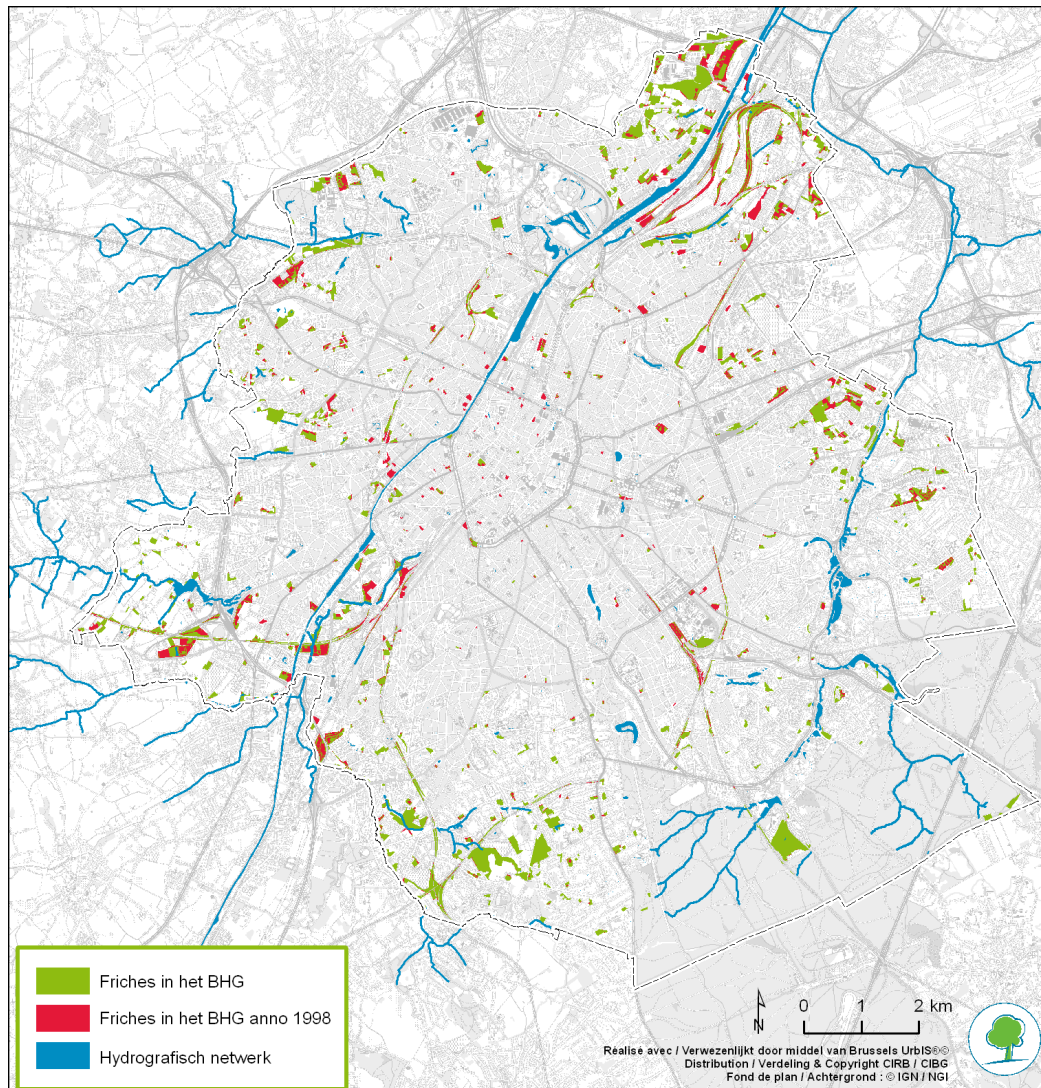 Friches in het BHG
Friches in het BHG anno 1998
Hydrografisch netwerk
N
0 1 2 km
Réalisé avec / Verwezenlijkt door middel van Brussels UrbIS®©
Distribution / Verdeling & Copyright CIRB / CIBG
Fond de plan / Achtergrond : © IGN / NGI